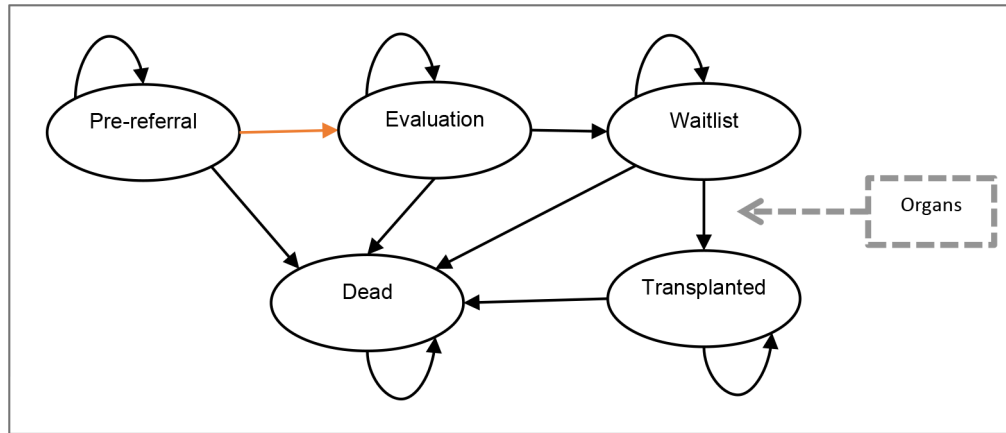 Pre-referral
Evaluation
Waitlist
Organs
Dead
Transplanted